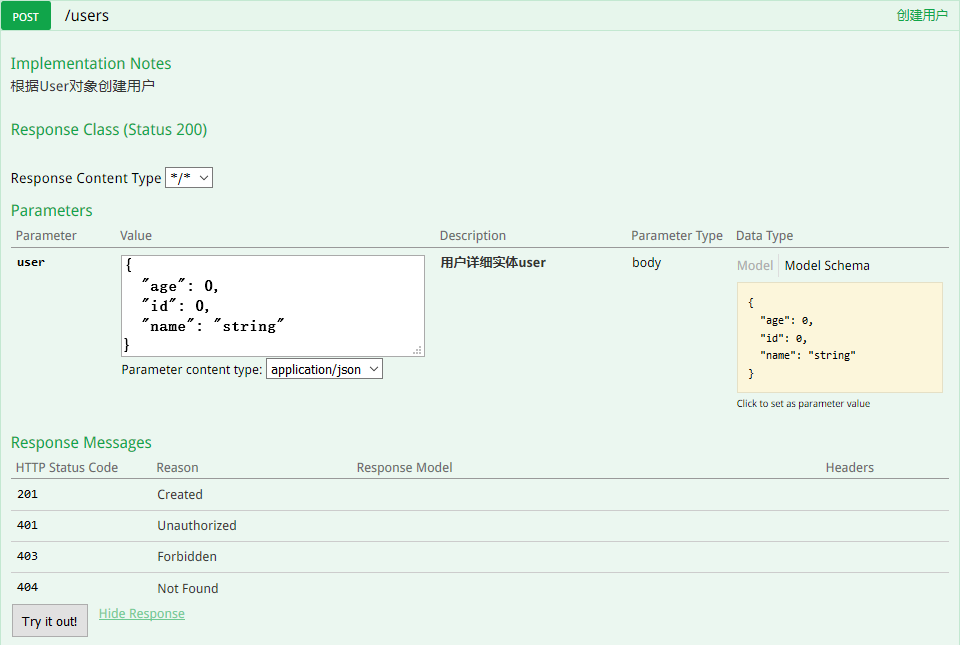 POST /users 创建用户
Implementation Notes
根据User对象创建用户
Response Class (Status 200)
Response Content Type */*
Parameters
Parameter Value Description Parameter Type Data Type
user
{
"age": 0,
"id": 0,
"name": "string"
}
Parameter content type: application/json
用户详细实体user
body
Model Model Schema
{
"age": 0,
"id": 0,
"name": "string"
}
Click to set as parameter value
Response Messages
HTTP Status Code Reason Response Model Headers
201 Created
401 Unauthorized
403 Forbidden
404 Not Found
Try it out! Hide Response